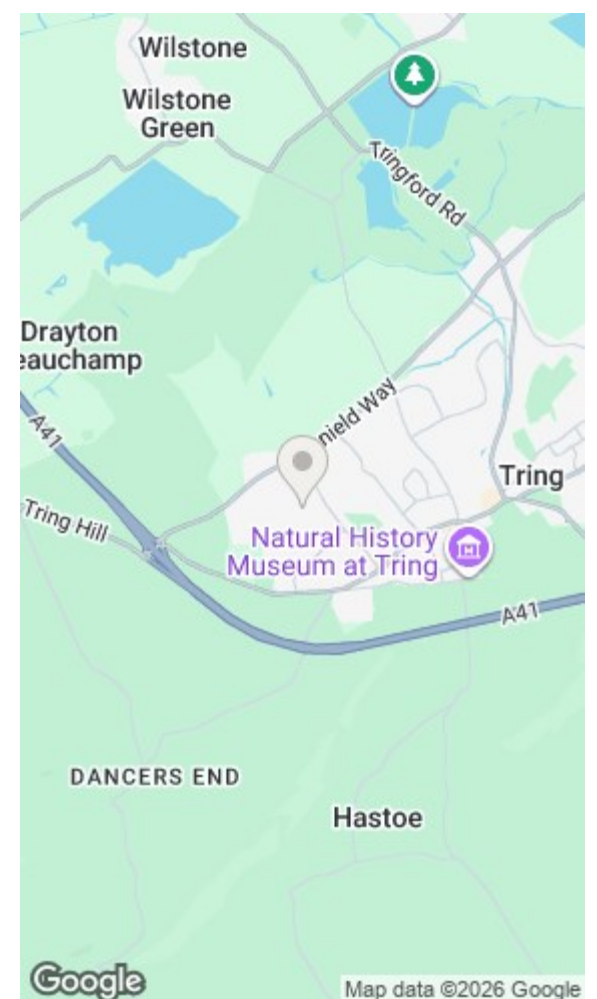 Wilstone
Wilstone
Green
Tringford Rd
Drayton
eauchamp
nield Way
A41
Tring
Tring Hill
Natural History
Museum at Tring
A41
DANCERS END
Hastoe
Google
Map data ©2026 Google